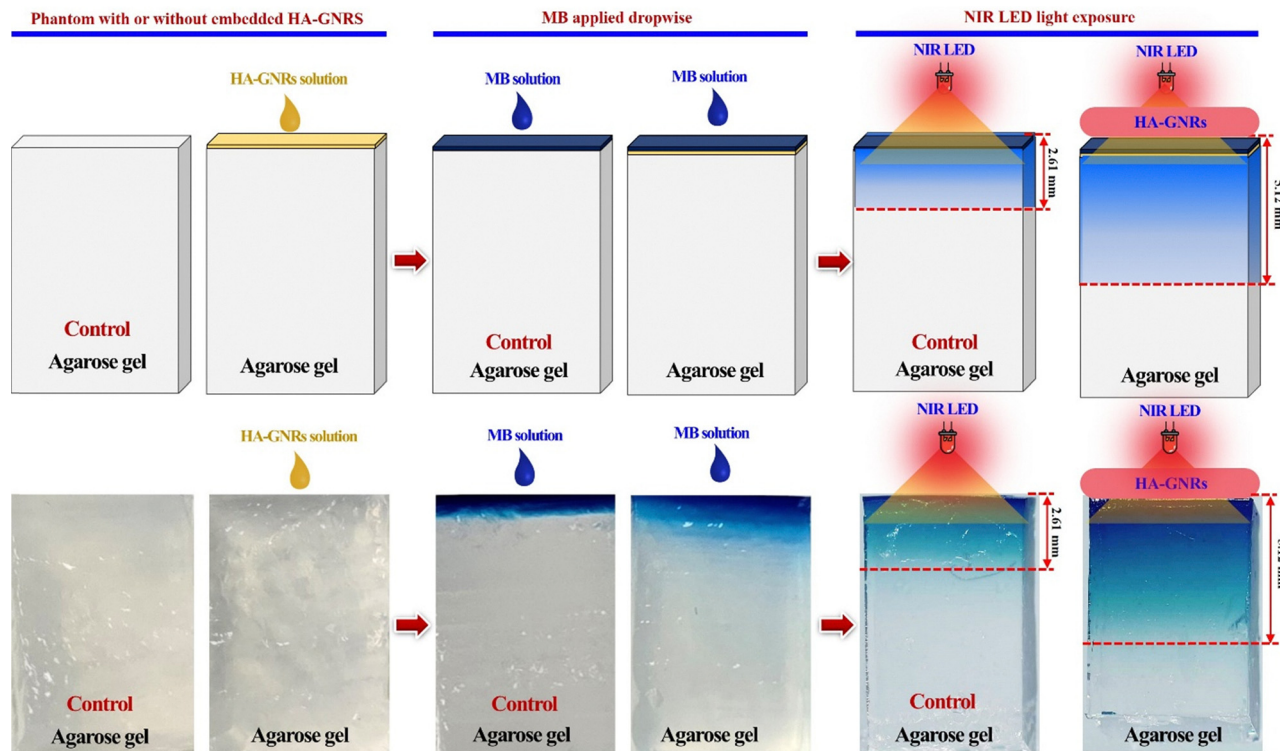 Phantom with or without embedded HA-GNRS
MB applied dropwise
NIR LED light exposure
HA-GNRs solution
MB solution
MB solution
NIR LED
NIR LED
HA-GNRs
2.61 mm
mm
Control
Agarose gel
Agarose gel
Control
Agarose gel
Agarose gel
Control
Agarose gel
Agarose gel
HA-GNRs solution
MB solution
MB solution
NIR LED
NIR LED
HA-GNRs
2.61 mm
mm
Control
Agarose gel
Agarose gel
Control
Agarose gel
Agarose gel
Control
Agarose gel
Agarose gel